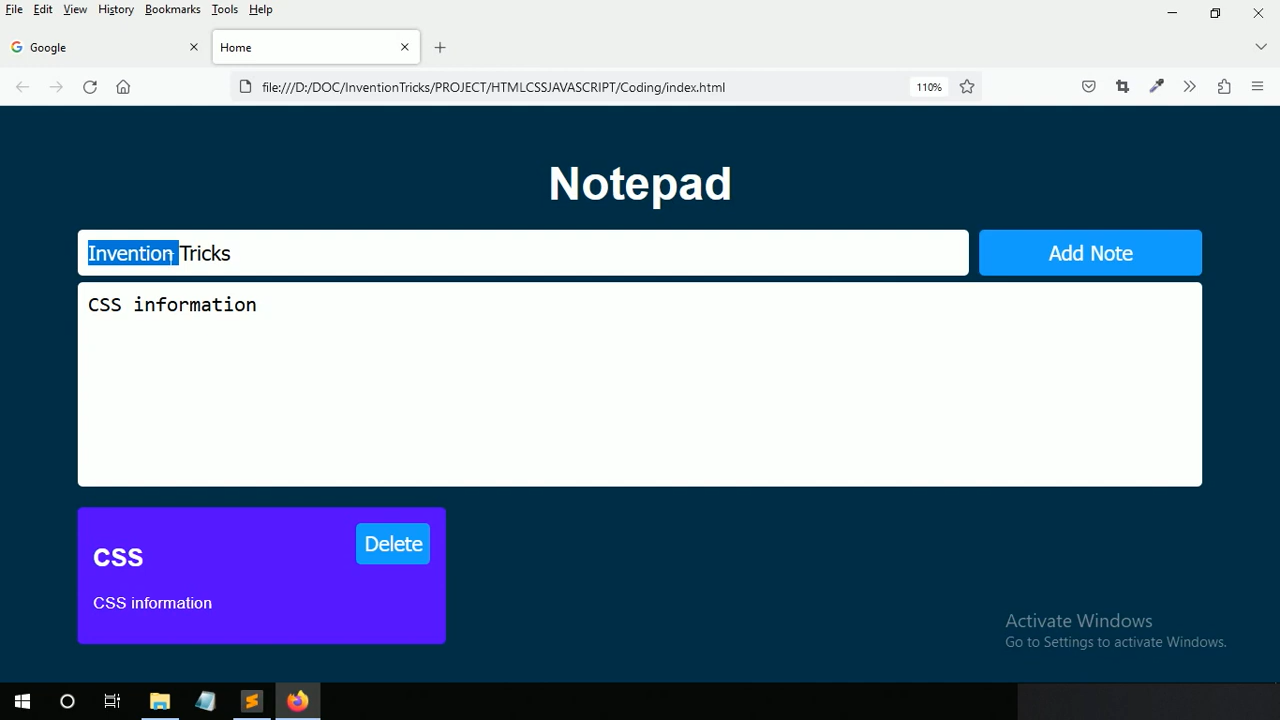 File Edit View History Bookmarks Tools Help
Google
Home
file:///D:/DOC/InventionTricks/PROJECT/HTMLCSSJAVASCRIPT/Coding/index.html
110%
Notepad
Invention Tricks
Add Note
CSS information
CSS
Delete
CSS information
Activate Windows
Go to Settings to activate Windows.